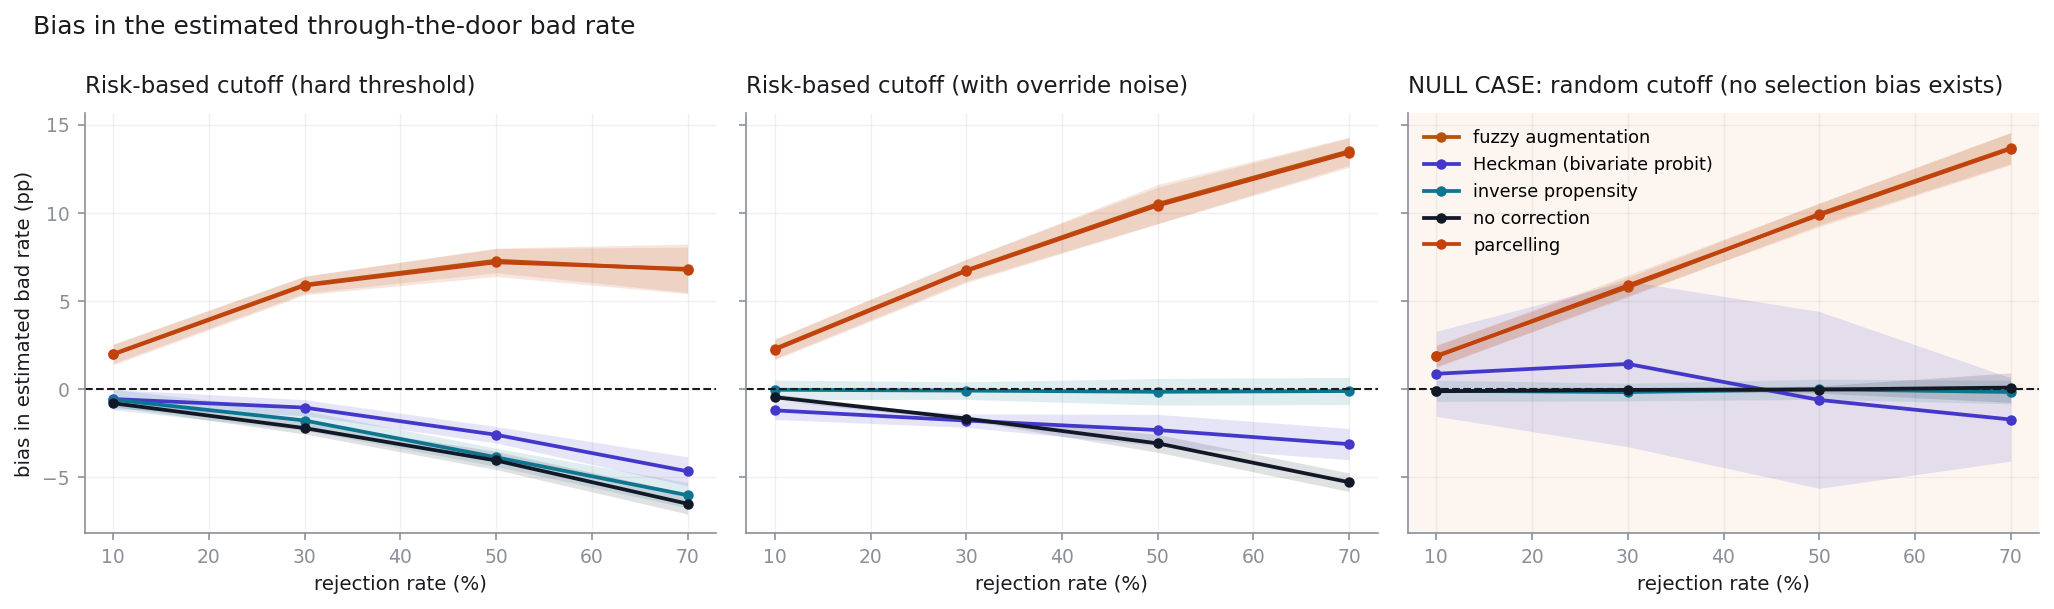 Bias in the estimated through-the-door bad rate
Risk-based cutoff (hard threshold)
Risk-based cutoff (with override noise)
NULL CASE: random cutoff (no selection bias exists)
bias in estimated bad rate (pp)
15
10
5
0
−5
fuzzy augmentation
Heckman (bivariate probit)
inverse propensity
no correction
parcelling
10 20 30 40 50 60 70
10 20 30 40 50 60 70
10 20 30 40 50 60 70
rejection rate (%)
rejection rate (%)
rejection rate (%)